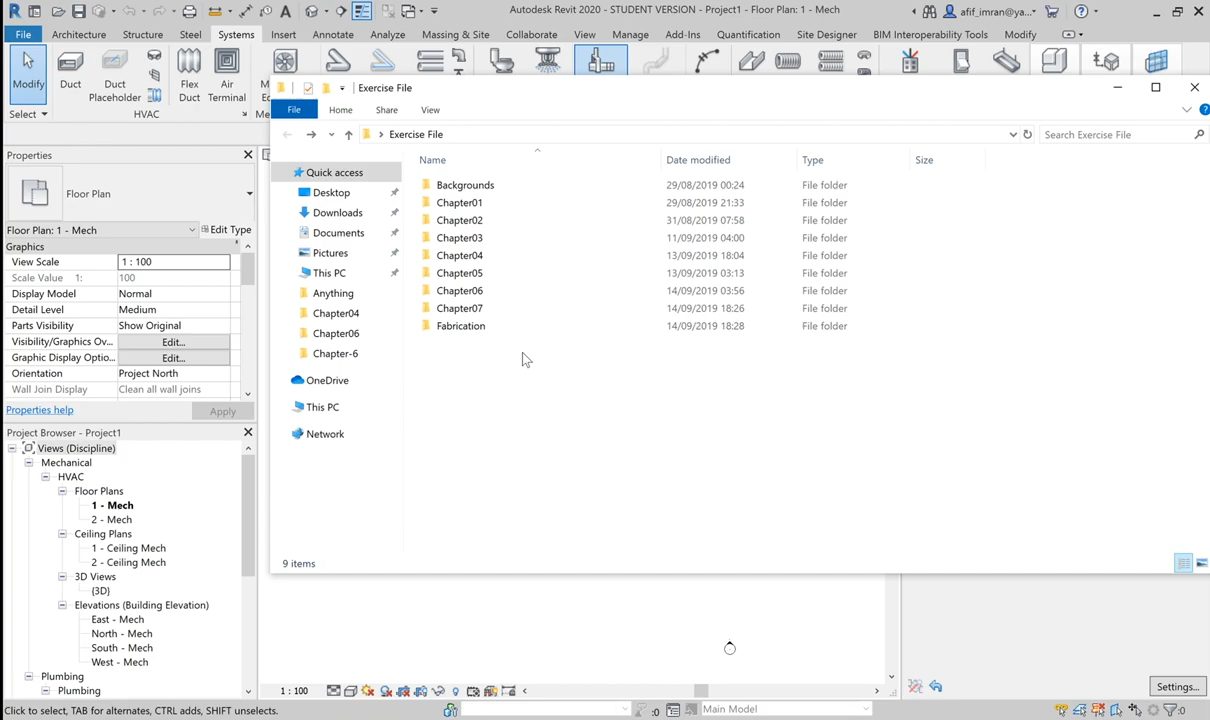 Autodesk Revit 2020 - STUDENT VERSION - Project1 - Floor Plan: 1 - Mech
afif_imran@ya...
File Architecture Structure Steel Systems Insert Annotate Analyze Massing & Site Collaborate View Manage Add-Ins Quantification Site Designer BIM Interoperability Tools Modify
Modify
Duct
Duct
Placeholder
Flex
Duct
Air
Terminal
Select
HVAC
Exercise File
File Home Share View
Exercise File
Search Exercise File
Name Date modified Type Size
Quick access
Desktop
Downloads
Documents
Pictures
This PC
Anything
Chapter04
Chapter06
Chapter-6
OneDrive
This PC
Network
Backgrounds 29/08/2019 00:24 File folder
Chapter01 29/08/2019 21:33 File folder
Chapter02 31/08/2019 07:58 File folder
Chapter03 11/09/2019 04:00 File folder
Chapter04 13/09/2019 18:04 File folder
Chapter05 13/09/2019 03:13 File folder
Chapter06 14/09/2019 03:56 File folder
Chapter07 14/09/2019 18:26 File folder
Fabrication 14/09/2019 18:28 File folder
9 items
Properties
Floor Plan
Floor Plan: 1 - Mech Edit Type
Graphics
View Scale 1 : 100
Scale Value 1: 100
Display Model Normal
Detail Level Medium
Parts Visibility Show Original
Visibility/Graphics Ov... Edit...
Graphic Display Optio... Edit...
Orientation Project North
Wall Join Display Clean all wall joins
Properties help Apply
Project Browser - Project1
Views (Discipline)
Mechanical
HVAC
Floor Plans
1 - Mech
2 - Mech
Ceiling Plans
1 - Ceiling Mech
2 - Ceiling Mech
3D Views
{3D}
Elevations (Building Elevation)
East - Mech
North - Mech
South - Mech
West - Mech
Plumbing
Plumbing
1 : 100
Settings...
Click to select, TAB for alternates, CTRL adds, SHIFT unselects.
:0
Main Model
:0